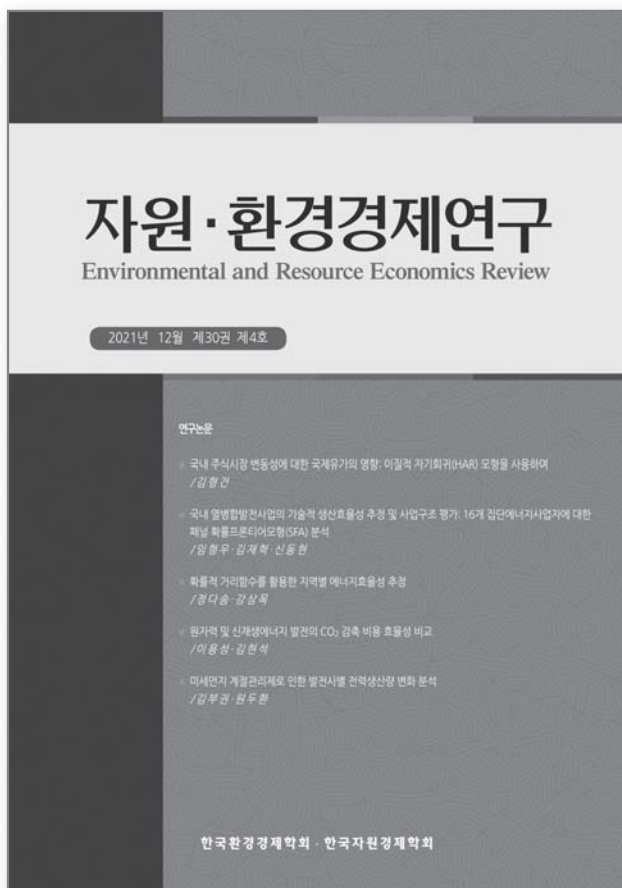 자원·환경경제연구
Environmental and Resource Economics Review
2021년 12월 제30권 제4호
연구논문
국내 주식시장 변동성에 대한 국제유가의 영향: 이질적 자기회귀(HAR) 모형을 사용하여
/김형건
국내 열병합발전사업의 기술적 생산효율성 추정 및 사업구조 평가: 16개 집단에너지사업자에 대한
패널 확률프론티어모형(SFA) 분석
/임형우·김재혁·신동현
확률적 거리함수를 활용한 지역별 에너지효율성 추정
/정다솜·강상목
원자력 및 신재생에너지 발전의 CO₂ 감축 비용 효율성 비교
/이용성·김현석
미세먼지 계절관리제로 인한 발전사별 전력생산량 변화 분석
/김부권·원두환
한국환경경제학회 · 한국자원경제학회